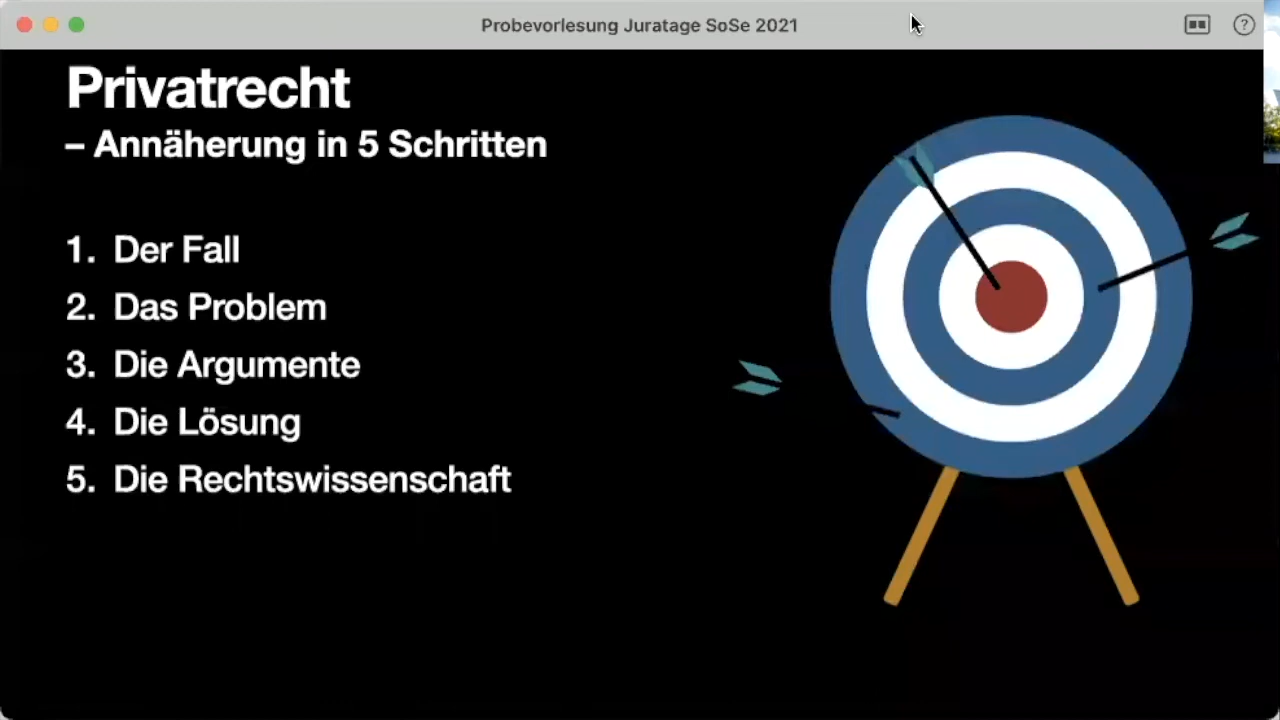 Probevorlesung Juratage SoSe 2021
?
Privatrecht
– Annäherung in 5 Schritten
1. Der Fall
2. Das Problem
3. Die Argumente
4. Die Lösung
5. Die Rechtswissenschaft